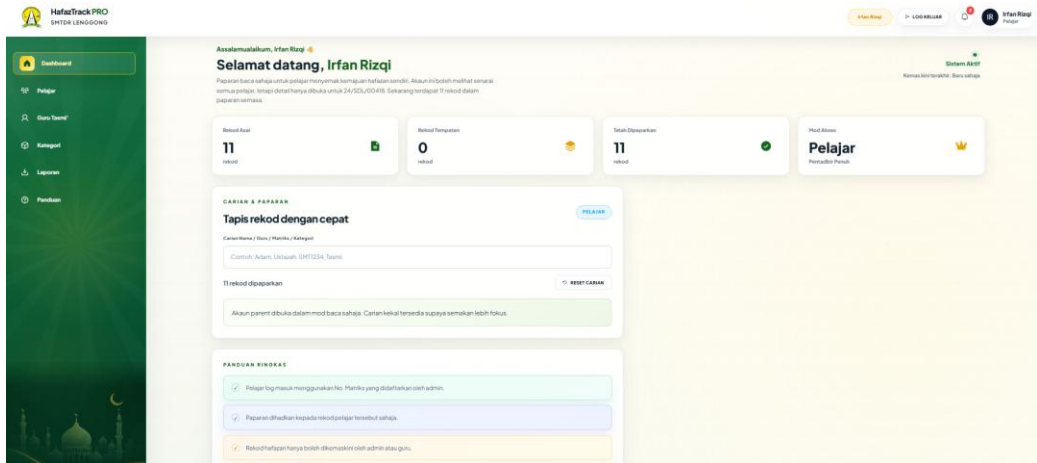 HafazTrack PRO
SMTDR LENGGONG
Irfan Rizqi
LOG KELUAR
IR
Irfan Rizqi
Pelajar
Dashboard
Pelajar
Guru Tasmi'
Kategori
Laporan
Panduan
Assalamualaikum, Irfan Rizqi
Selamat datang, Irfan Rizqi
Paparan baca sahaja untuk pelajar menyemak kemajuan hafazan sendiri. Akaun ini boleh melihat senarai
semua pelajar, tetapi detail hanya dibuka untuk 24/SDL/00418. Sekarang terdapat 11 rekod dalam
paparan semasa.
Sistem Aktif
Kemas kini terakhir: Baru sahaja
Rekod Asal
11
rekod
Rekod Tempatan
0
rekod
Telah Dipaparkan
11
rekod
Mod Akses
Pelajar
Pentadbir Penuh
CARIAN & PAPARAN
Tapis rekod dengan cepat
PELAJAR
Carian Nama / Guru / Matriks / Kategori
Contoh: Adam, Ustazah, SMT1234, Tasmi
11 rekod dipaparkan
RESET CARIAN
Akaun parent dibuka dalam mod baca sahaja. Carian kekal tersedia supaya semakan lebih fokus.
PANDUAN RINGKAS
Pelajar log masuk menggunakan No. Matriks yang didaftarkan oleh admin.
Paparan dihadkan kepada rekod pelajar tersebut sahaja.
Rekod hafazan hanya boleh dikemaskini oleh admin atau guru.